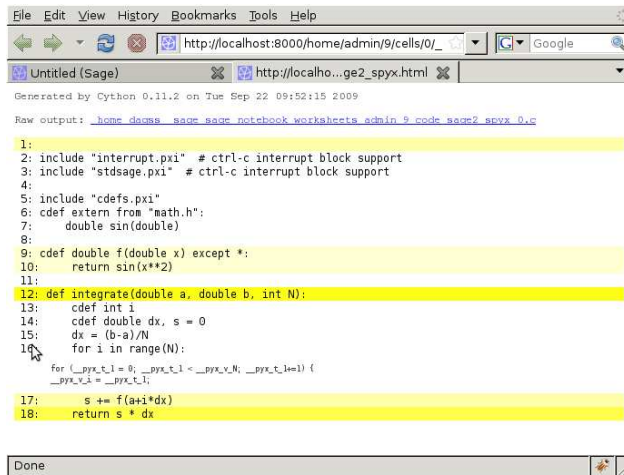 File Edit View History Bookmarks Tools Help
http://localhost:8000/home/admin/9/cells/0/_
Google
Untitled (Sage)
http://localho...ge2_spyx.html
Generated by Cython 0.11.2 on Tue Sep 22 09:52:15 2009
Raw output: _home_dagss__sage_sage_notebook_worksheets_admin_9_code_sage2_spyx_0.c
1:
2: include "interrupt.pxi"  # ctrl-c interrupt block support
3: include "stdsage.pxi"  # ctrl-c interrupt block support
4:
5: include "cdefs.pxi"
6: cdef extern from "math.h":
7:     double sin(double)
8:
9: cdef double f(double x) except *:
10:     return sin(x**2)
11:
12: def integrate(double a, double b, int N):
13:     cdef int i
14:     cdef double dx, s = 0
15:     dx = (b-a)/N
16:     for i in range(N):
for (__pyx_t_1 = 0; __pyx_t_1 < __pyx_v_N; __pyx_t_1+=1) {
__pyx_v_i = __pyx_t_1;
17:       s += f(a+i*dx)
18:     return s * dx
Done